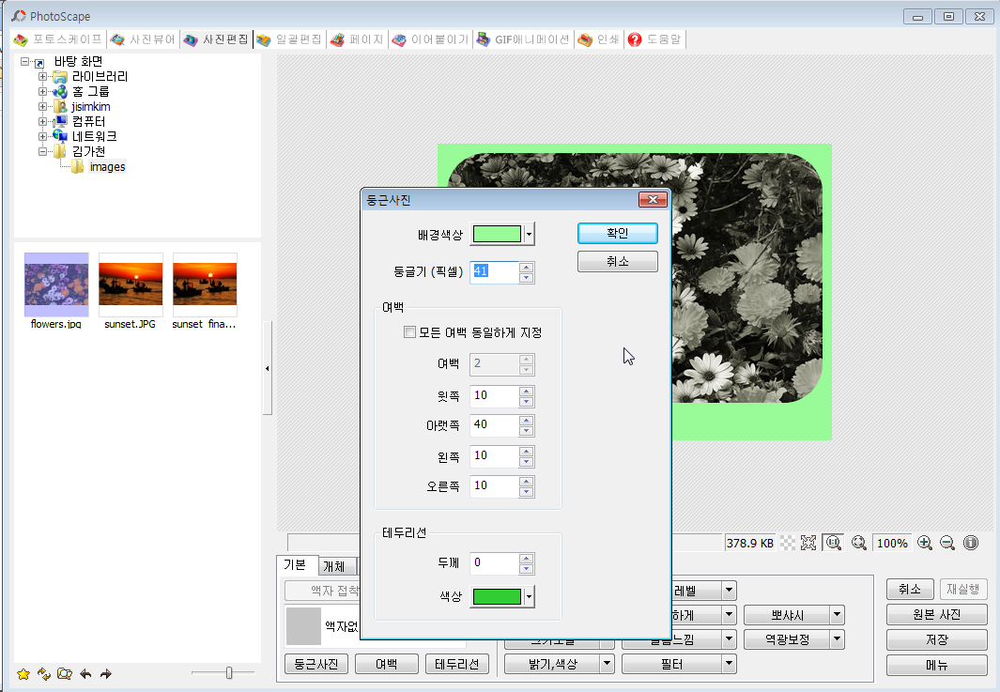 PhotoScape
포토스케이프 사진뷰어 사진편집 일괄편집 페이지 이어붙이기 GIF애니메이션 인쇄 도움말
바탕 화면
라이브러리
홈 그룹
jisimkim
컴퓨터
네트워크
김가천
images
flowers.jpg sunset.JPG sunset_fina...
둥근사진
배경색상
확인
둥글기 (픽셀) 41
취소
여백
모든 여백 동일하게 지정
여백 2
윗쪽 10
아랫쪽 40
왼쪽 10
오른쪽 10
테두리선
두께 0
색상
378.9 KB 1:1 100%
기본 개체
액자 접착 레벨 취소 재실행
액자없 하게 뽀샤시 원본 사진
역광보정 저장
둥근사진 여백 테두리선 밝기,색상 필터 메뉴